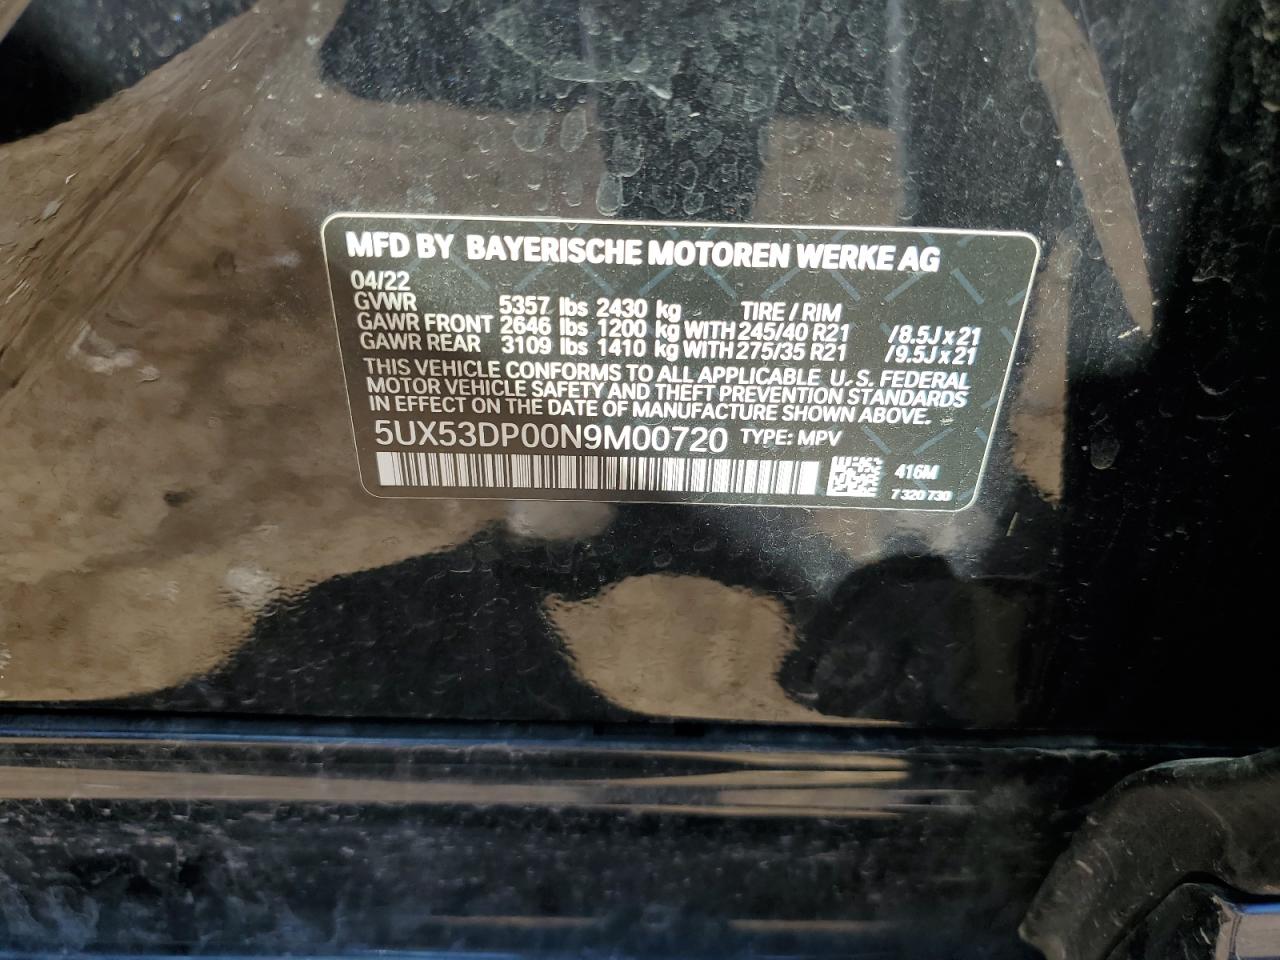 MFD BY BAYERISCHE MOTOREN WERKE AG
04/22
GVWR 5357 lbs 2430 kg TIRE / RIM
GAWR FRONT 2646 lbs 1200 kg WITH 245/40 R21 /8.5J x 21
GAWR REAR 3109 lbs 1410 kg WITH 275/35 R21 /9.5J x 21
THIS VEHICLE CONFORMS TO ALL APPLICABLE U.S. FEDERAL
MOTOR VEHICLE SAFETY AND THEFT PREVENTION STANDARDS
IN EFFECT ON THE DATE OF MANUFACTURE SHOWN ABOVE.
5UX53DP00N9M00720 TYPE: MPV
416M
7 320 730